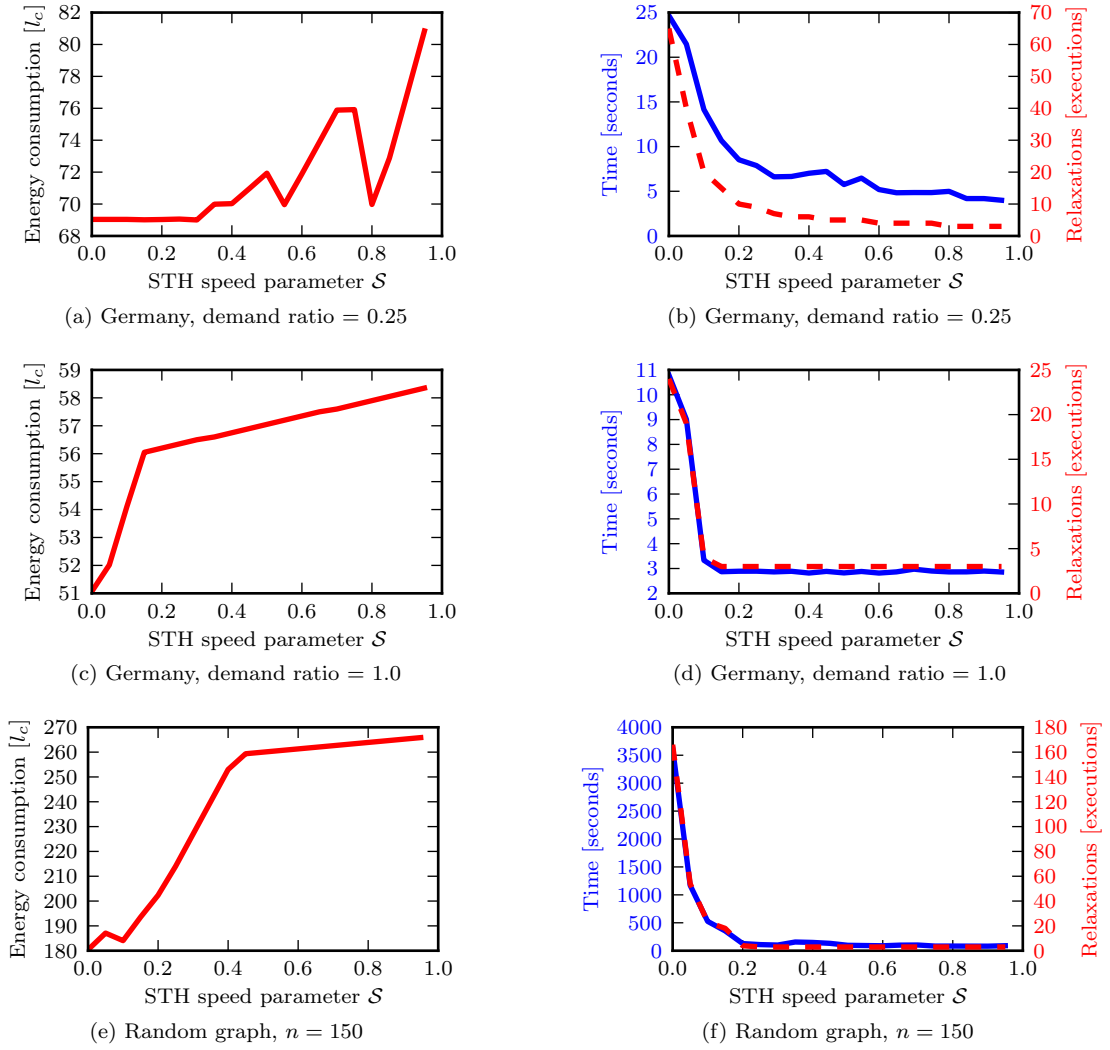 Energy consumption [l_c]
82
80
78
76
74
72
70
68
0.0 0.2 0.4 0.6 0.8 1.0
STH speed parameter 𝒮
(a) Germany, demand ratio = 0.25
Time [seconds]
25
20
15
10
5
0
70
60
50
40
30
20
10
0
Relaxations [executions]
0.0 0.2 0.4 0.6 0.8 1.0
STH speed parameter 𝒮
(b) Germany, demand ratio = 0.25
Energy consumption [l_c]
59
58
57
56
55
54
53
52
51
0.0 0.2 0.4 0.6 0.8 1.0
STH speed parameter 𝒮
(c) Germany, demand ratio = 1.0
Time [seconds]
11
10
9
8
7
6
5
4
3
2
25
20
15
10
5
0
Relaxations [executions]
0.0 0.2 0.4 0.6 0.8 1.0
STH speed parameter 𝒮
(d) Germany, demand ratio = 1.0
Energy consumption [l_c]
270
260
250
240
230
220
210
200
190
180
0.0 0.2 0.4 0.6 0.8 1.0
STH speed parameter 𝒮
(e) Random graph, n = 150
Time [seconds]
4000
3500
3000
2500
2000
1500
1000
500
0
180
160
140
120
100
80
60
40
20
0
Relaxations [executions]
0.0 0.2 0.4 0.6 0.8 1.0
STH speed parameter 𝒮
(f) Random graph, n = 150